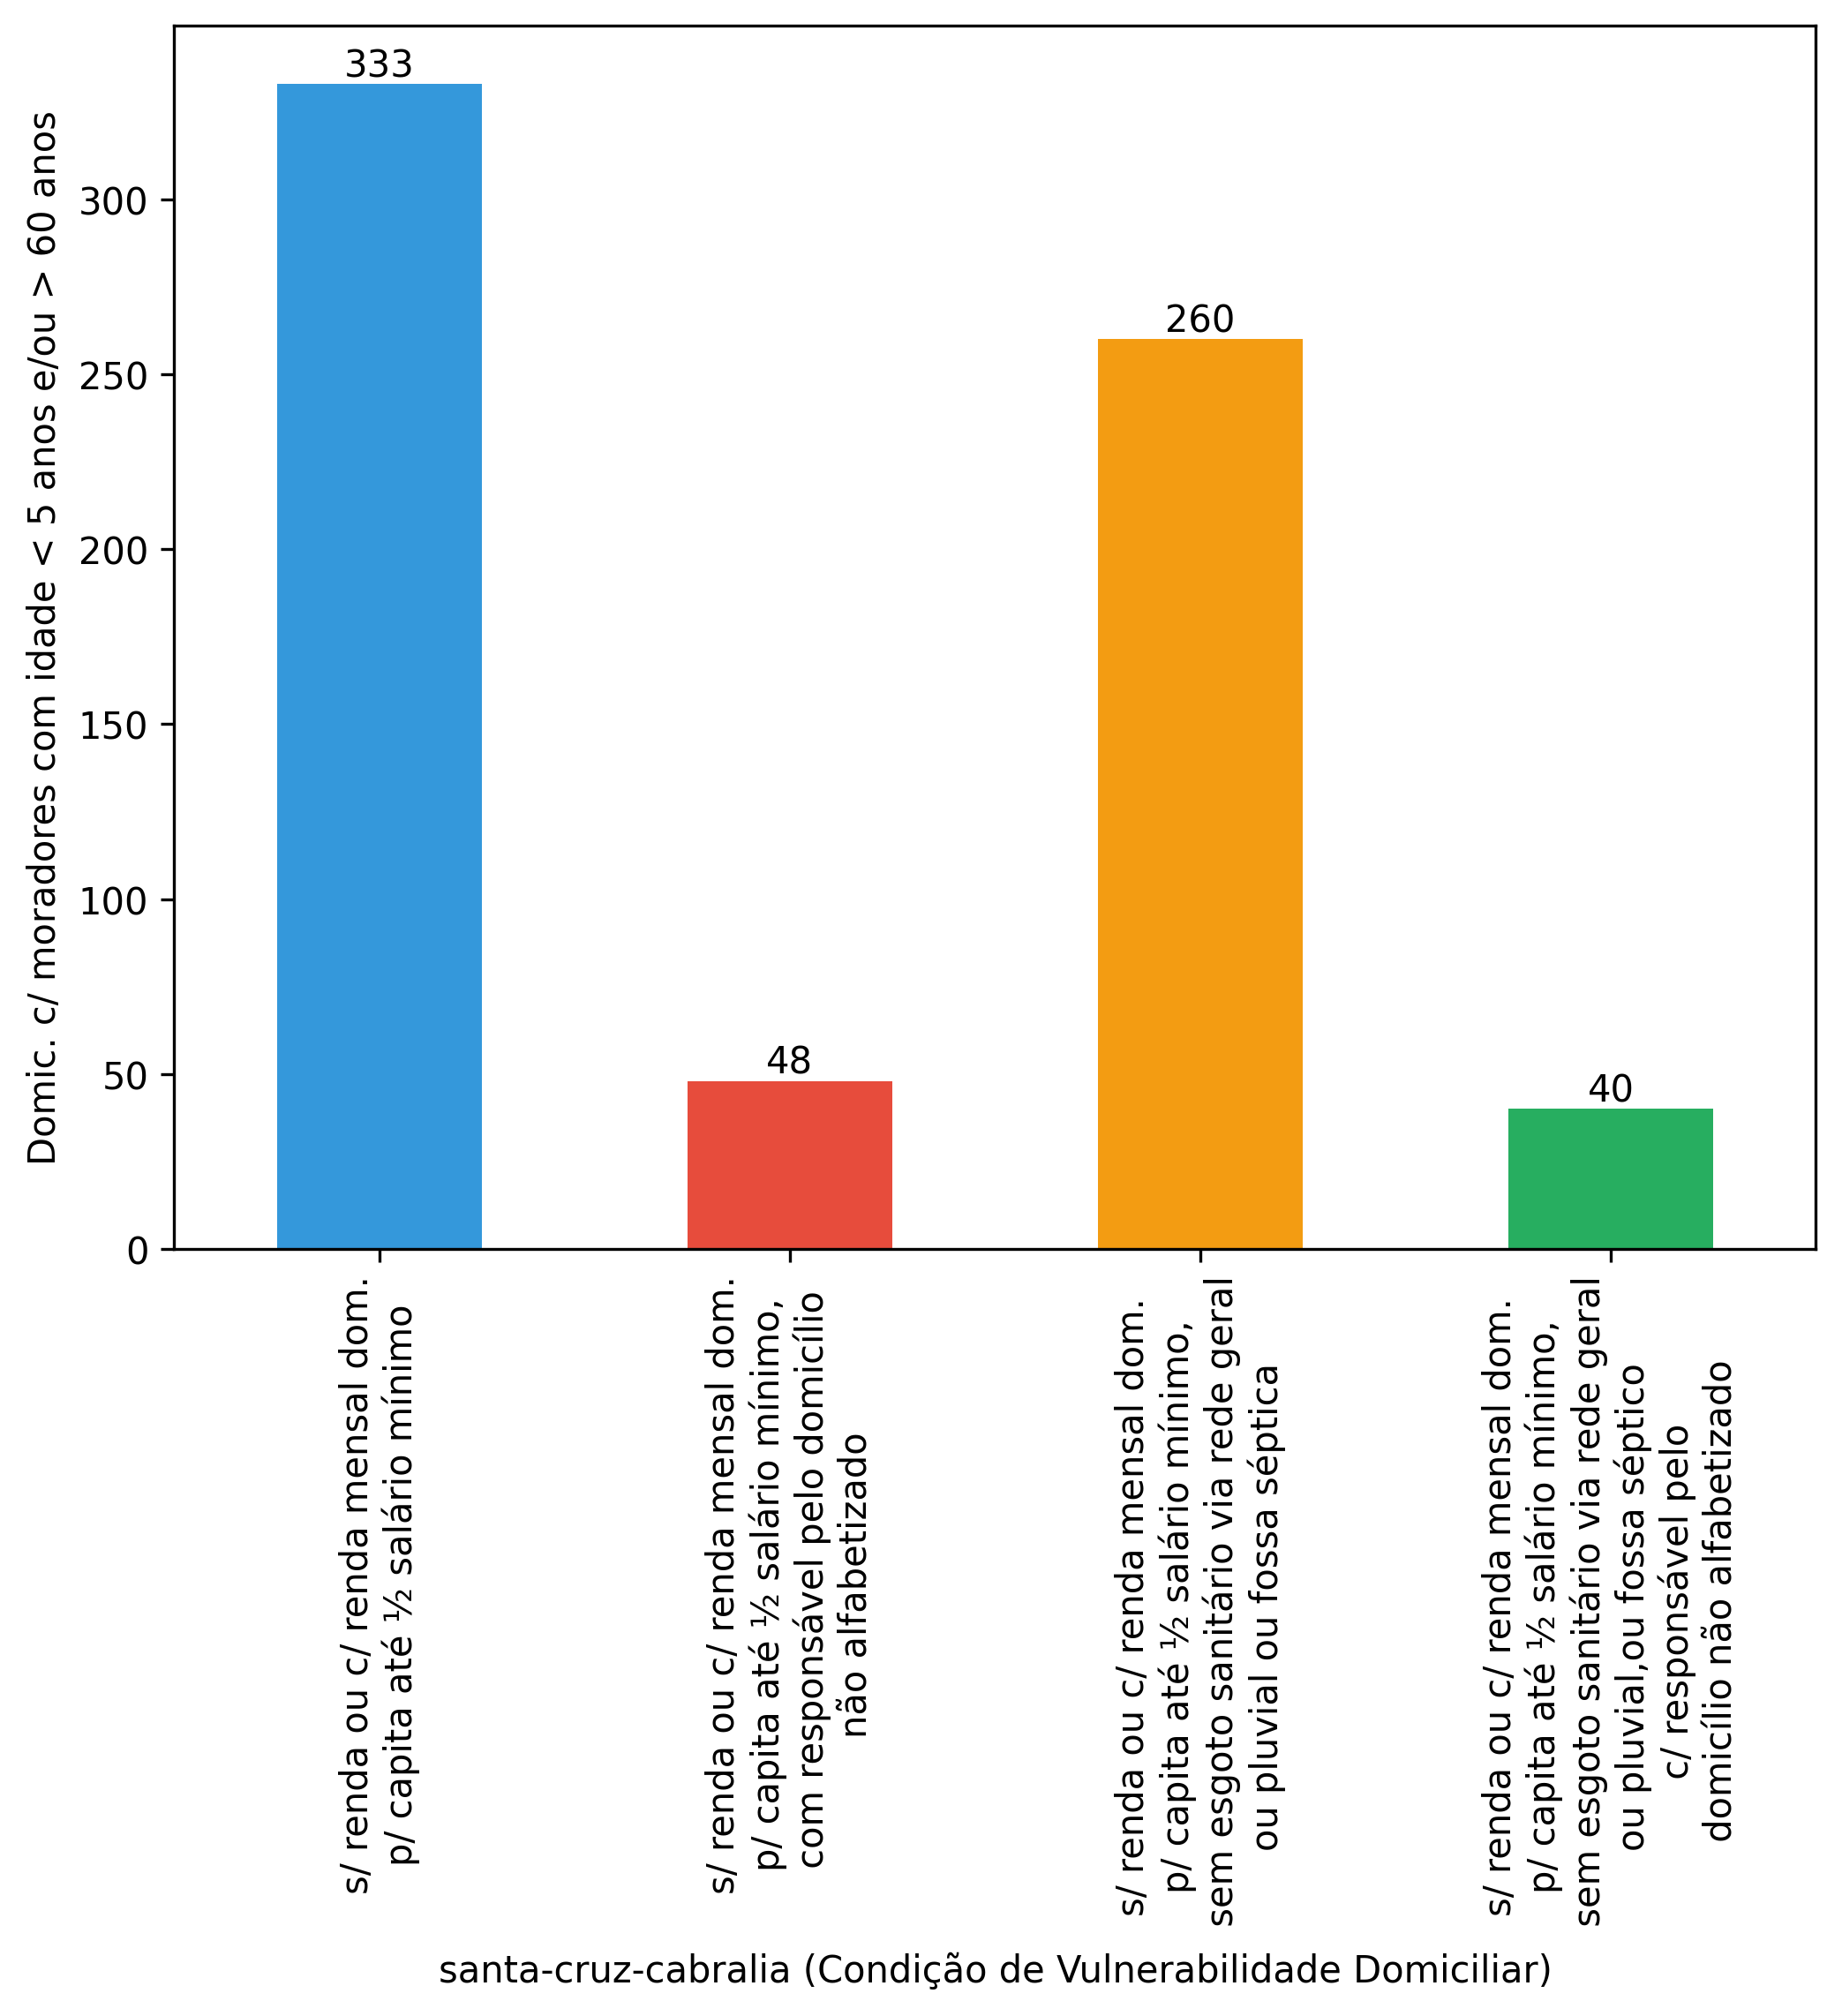 Domic. c/ moradores com idade < 5 anos e/ou > 60 anos
300
250
200
150
100
50
0
333
48
260
40
s/ renda ou c/ renda mensal dom.
p/ capita até ½ salário mínimo
s/ renda ou c/ renda mensal dom.
p/ capita até ½ salário mínimo,
com responsável pelo domicílio
não alfabetizado
s/ renda ou c/ renda mensal dom.
p/ capita até ½ salário mínimo,
sem esgoto sanitário via rede geral
ou pluvial ou fossa séptica
s/ renda ou c/ renda mensal dom.
p/ capita até ½ salário mínimo,
sem esgoto sanitário via rede geral
ou pluvial,ou fossa séptico
c/ responsável pelo
domicílio não alfabetizado
santa-cruz-cabralia (Condição de Vulnerabilidade Domiciliar)